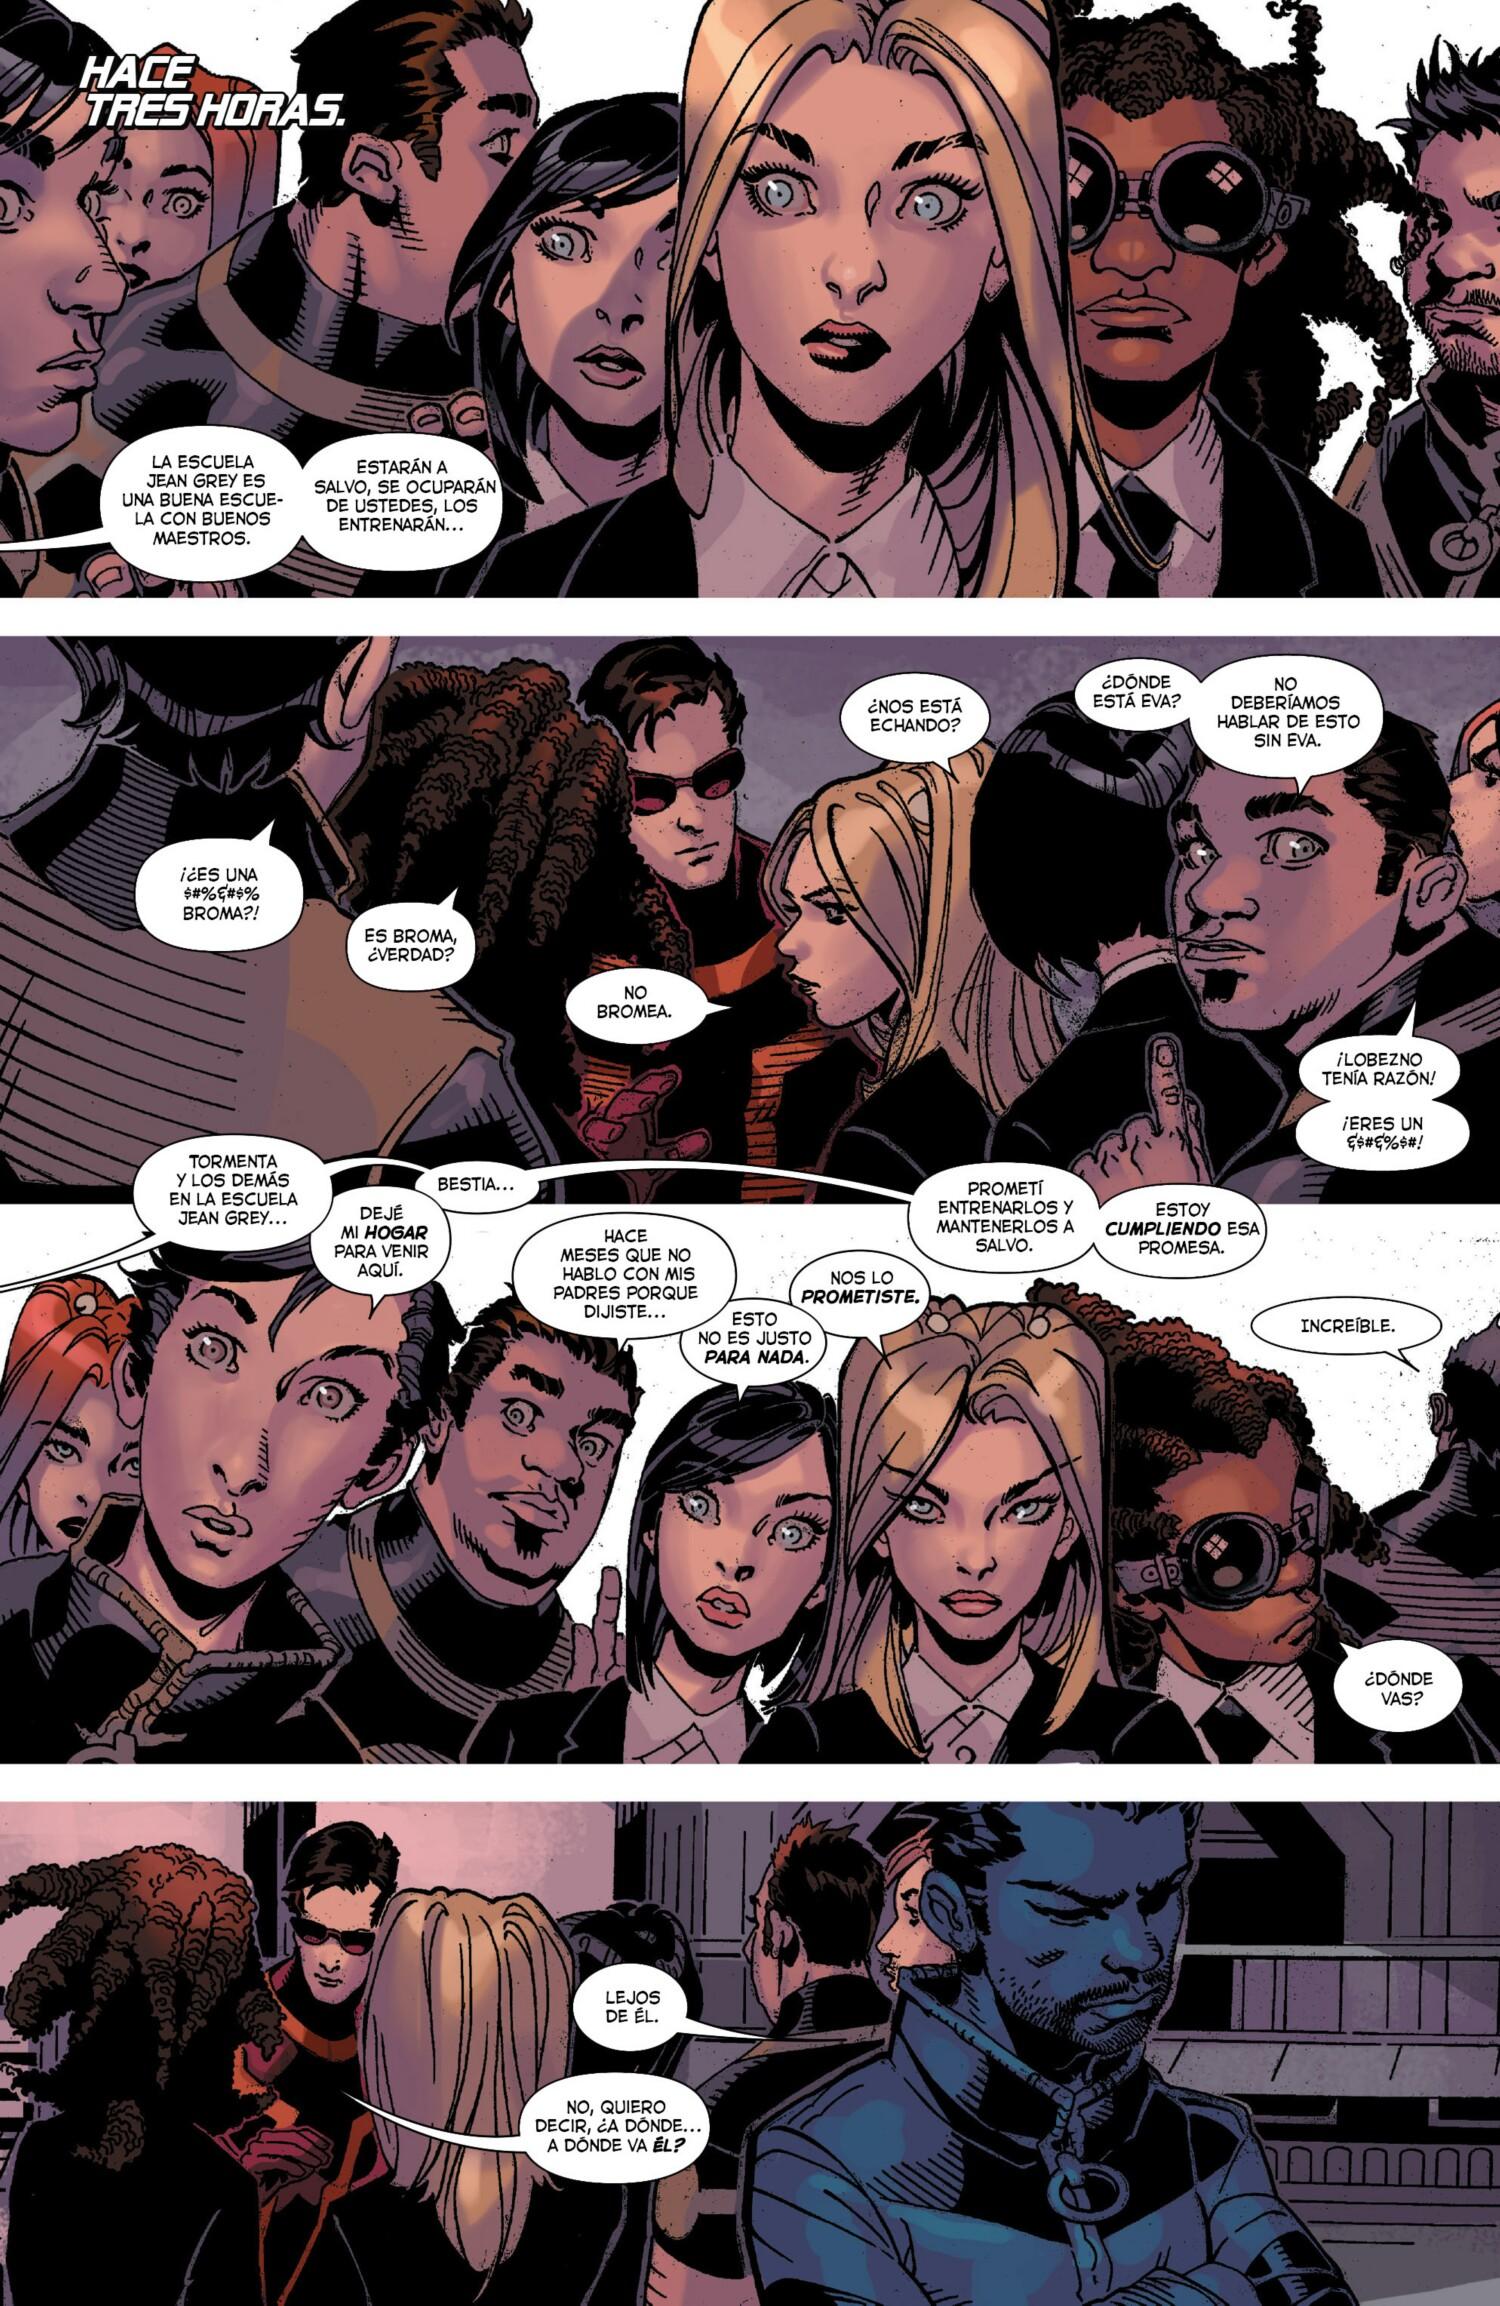 HACE
TRES HORAS.
LA ESCUELA
JEAN GREY ES
UNA BUENA ESCUE-
LA CON BUENOS
MAESTROS.
ESTARÁN A
SALVO, SE OCUPARÁN
DE USTEDES, LOS
ENTRENARÁN...
¡¿ES UNA
$#%&#$%
BROMA?!
ES BROMA,
¿VERDAD?
NO
BROMEA.
¿NOS ESTÁ
ECHANDO?
¿DÓNDE
ESTÁ EVA?
NO
DEBERÍAMOS
HABLAR DE ESTO
SIN EVA.
¡LOBEZNO
TENÍA RAZÓN!
¡ERES UN
&$#&%$#!
TORMENTA
Y LOS DEMÁS
EN LA ESCUELA
JEAN GREY...
DEJÉ
MI HOGAR
PARA VENIR
AQUÍ.
BESTIA...
HACE
MESES QUE NO
HABLO CON MIS
PADRES PORQUE
DIJISTE...
ESTO
NO ES JUSTO
PARA NADA.
NOS LO
PROMETISTE.
PROMETÍ
ENTRENARLOS Y
MANTENERLOS A
SALVO.
ESTOY
CUMPLIENDO ESA
PROMESA.
INCREÍBLE.
¿DÓNDE
VAS?
LEJOS
DE ÉL.
NO, QUIERO
DECIR, ¿A DÓNDE...
A DÓNDE VA ÉL?